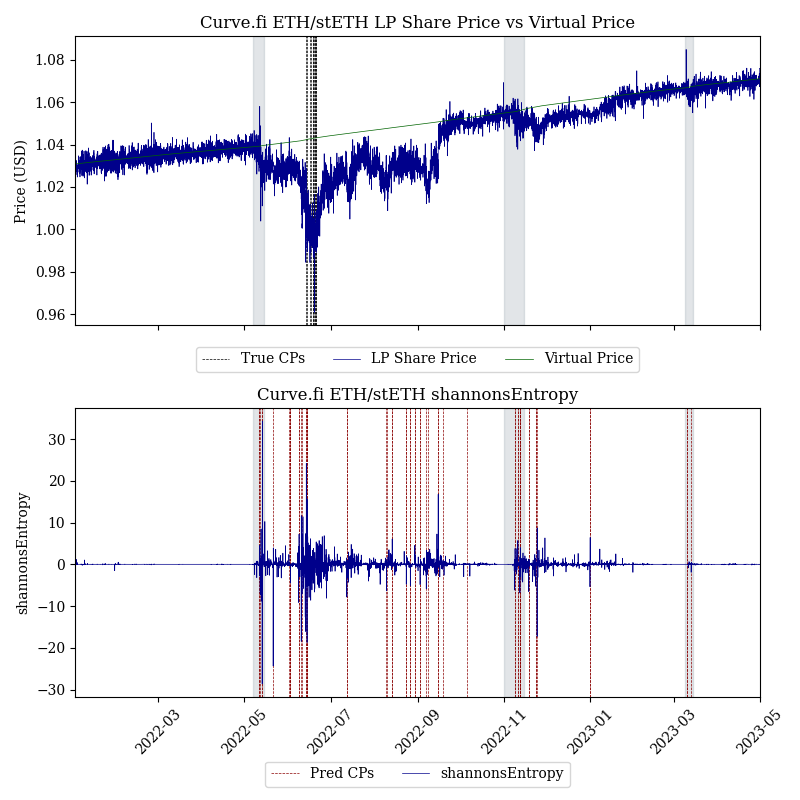 Curve.fi ETH/stETH LP Share Price vs Virtual Price
1.08
1.06
1.04
1.02
1.00
0.98
0.96
Price (USD)
True CPs LP Share Price Virtual Price
Curve.fi ETH/stETH shannonsEntropy
30
20
10
0
−10
−20
−30
shannonsEntropy
2022-03 2022-05 2022-07 2022-09 2022-11 2023-01 2023-03 2023-05
Pred CPs shannonsEntropy